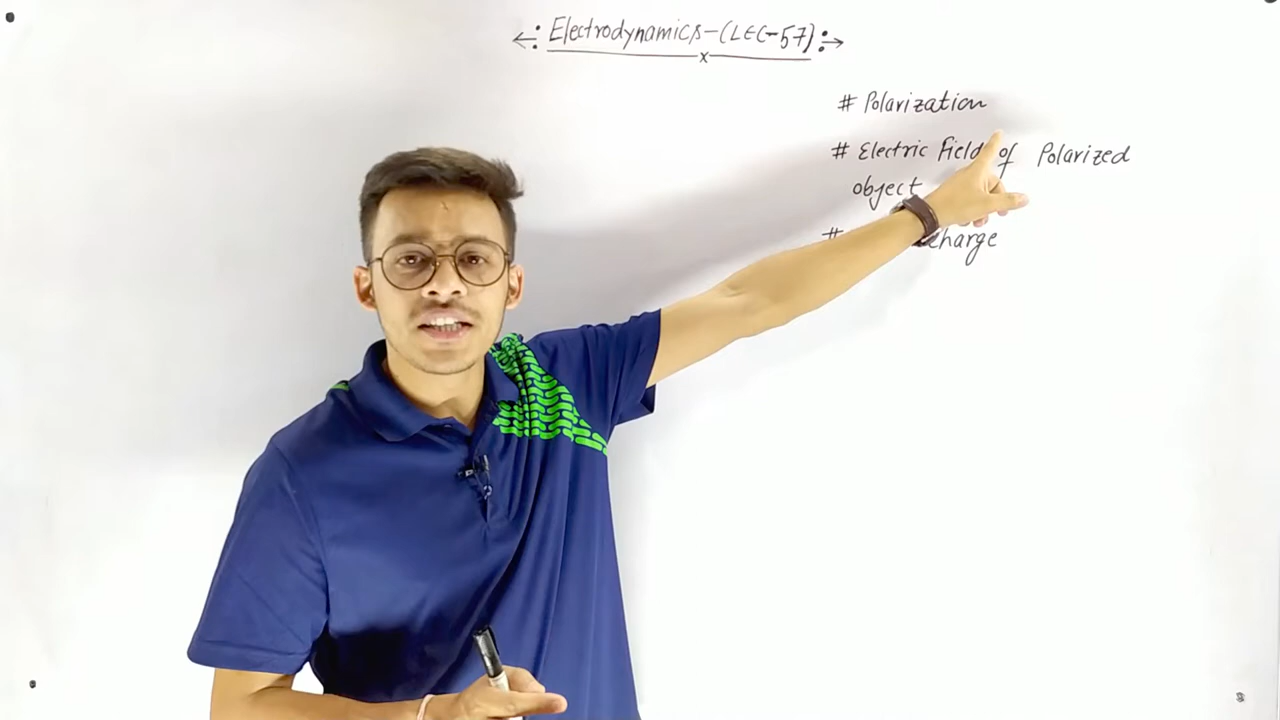 ←: Electrodynamics-(LEC-57) :→
x
# Polarization
# Electric Field of Polarized
object
# charge